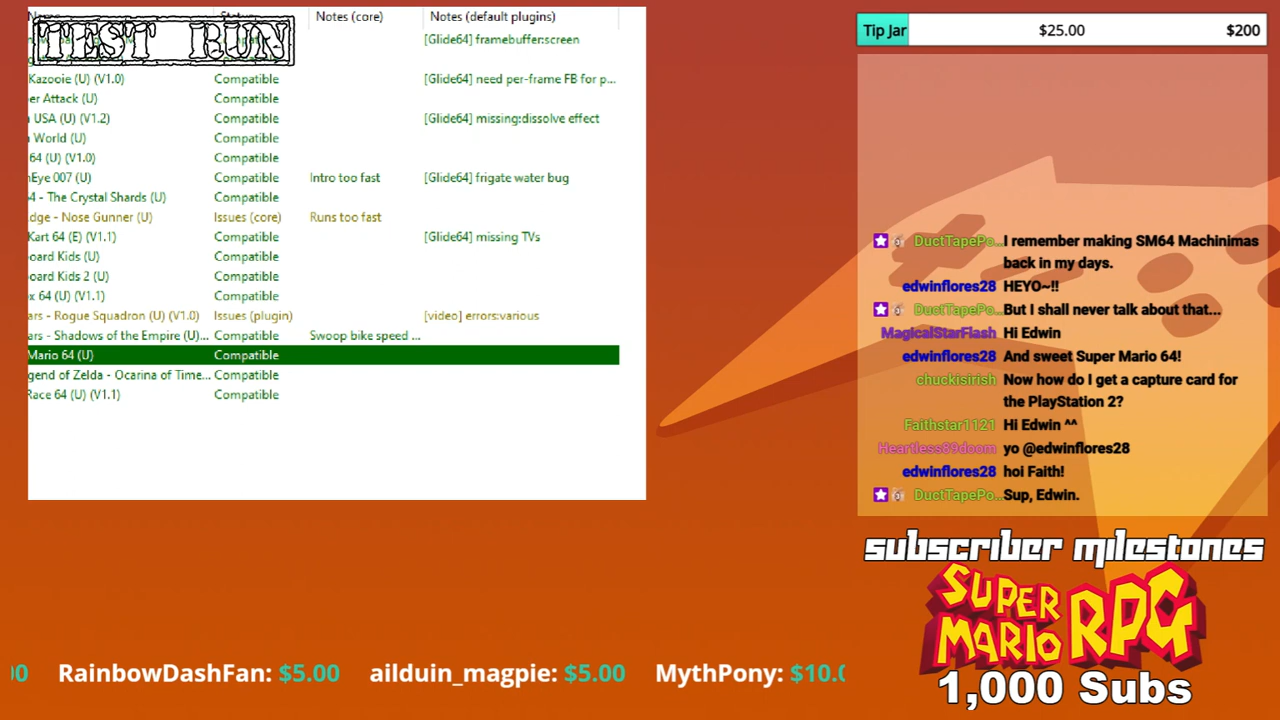 Notes (core) Notes (default plugins)
TEST RUN
[Glide64] framebuffer:screen
Kazooie (U) (V1.0) Compatible [Glide64] need per-frame FB for p...
er Attack (U) Compatible
USA (U) (V1.2) Compatible [Glide64] missing:dissolve effect
World (U) Compatible
64 (U) (V1.0) Compatible
nEye 007 (U) Compatible Intro too fast [Glide64] frigate water bug
4 - The Crystal Shards (U) Compatible
dge - Nose Gunner (U) Issues (core) Runs too fast
Kart 64 (E) (V1.1) Compatible [Glide64] missing TVs
oard Kids (U) Compatible
oard Kids 2 (U) Compatible
x 64 (U) (V1.1) Compatible
ars - Rogue Squadron (U) (V1.0) Issues (plugin) [video] errors:various
ars - Shadows of the Empire (U)... Compatible Swoop bike speed ...
Mario 64 (U) Compatible
gend of Zelda - Ocarina of Time... Compatible
Race 64 (U) (V1.1) Compatible
Tip Jar $25.00 $200
DuctTapePo... I remember making SM64 Machinimas
back in my days.
edwinflores28 HEYO~!!
DuctTapePo... But I shall never talk about that...
MagicalStarFlash Hi Edwin
edwinflores28 And sweet Super Mario 64!
chuckisirish Now how do I get a capture card for
the PlayStation 2?
Faithstar1121 Hi Edwin ^^
Heartless89doom yo @edwinflores28
edwinflores28 hoi Faith!
DuctTapePo... Sup, Edwin.
subscriber milestones
SUPER
MARIO RPG
1,000 Subs
00 RainbowDashFan: $5.00 ailduin_magpie: $5.00 MythPony: $10.0